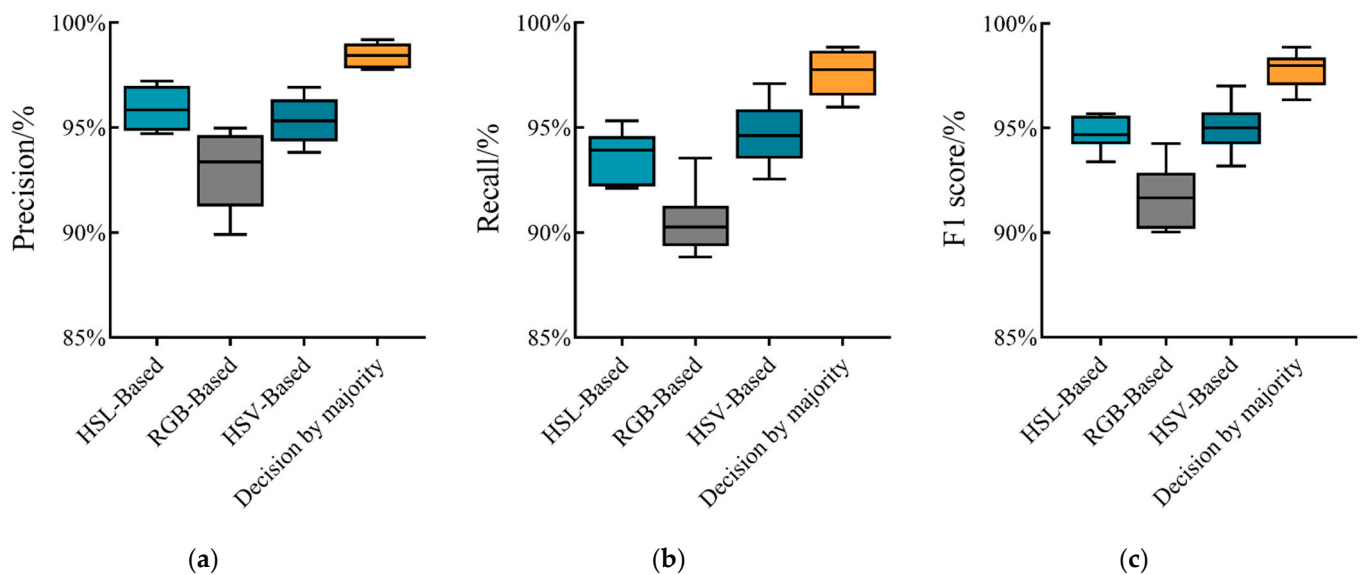 100%
95%
90%
85%
Precision/%
HSL-Based
RGB-Based
HSV-Based
Decision by majority
(a)
100%
95%
90%
85%
Recall/%
HSL-Based
RGB-Based
HSV-Based
Decision by majority
(b)
100%
95%
90%
85%
F1 score/%
HSL-Based
RGB-Based
HSV-Based
Decision by majority
(c)